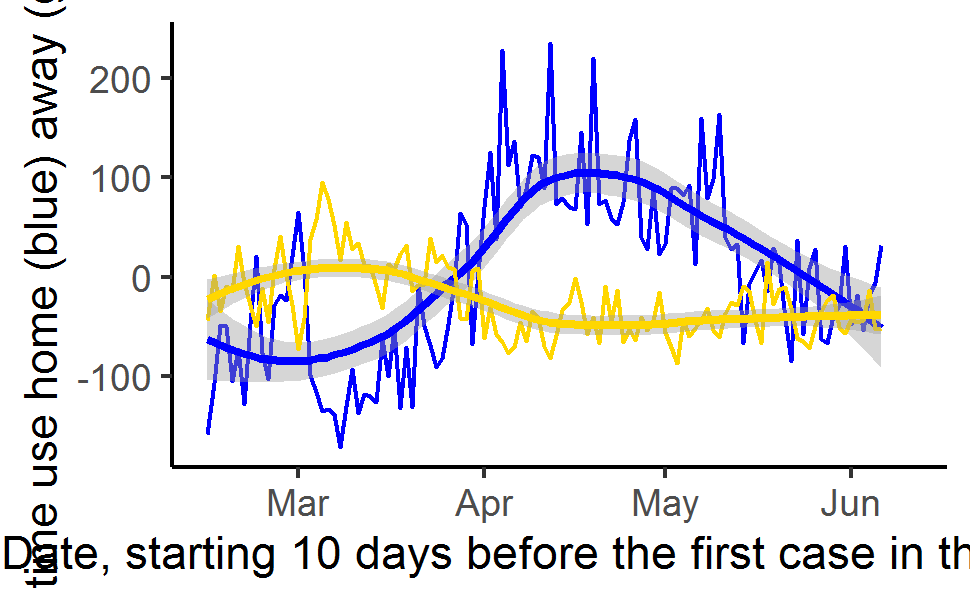 time use home (blue) away (g
200
100
0
-100
Mar Apr May Jun
Date, starting 10 days before the first case in th